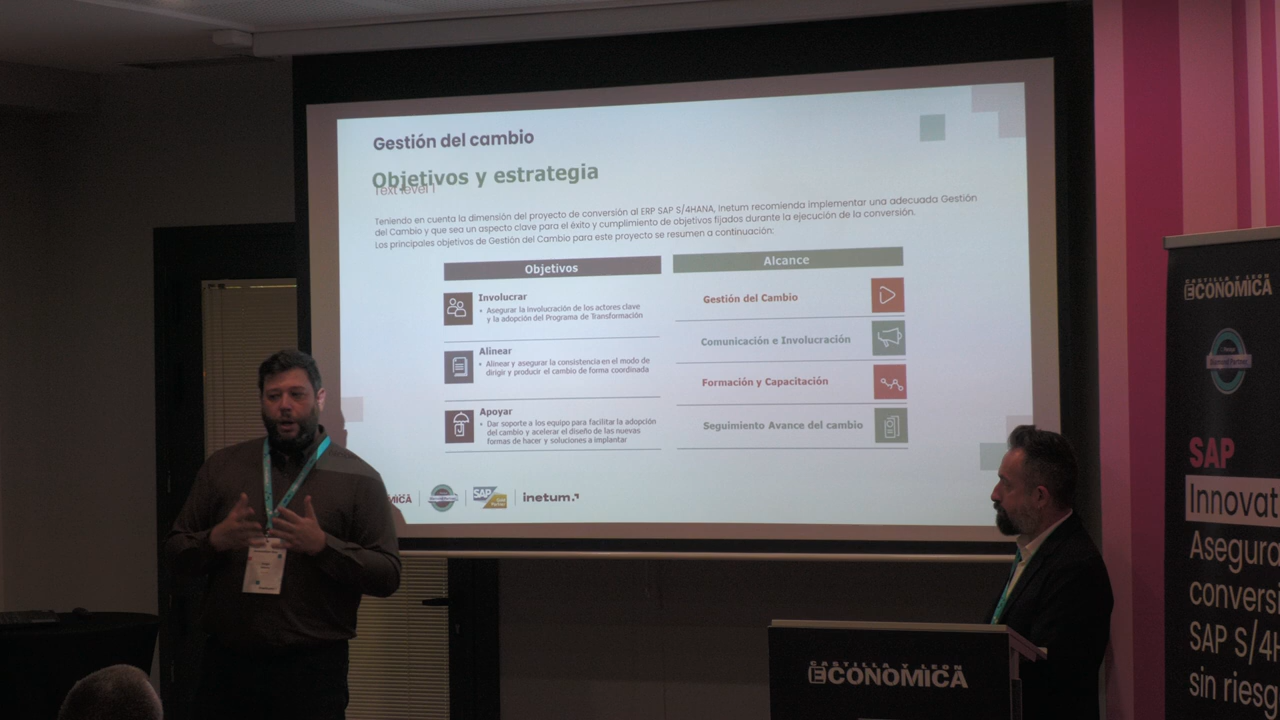 Gestión del cambio
Objetivos y estrategia
Text level 1
Teniendo en cuenta la dimensión del proyecto de conversión al ERP SAP S/4HANA, Inetum recomienda implementar una adecuada Gestión
del Cambio y que sea un aspecto clave para el éxito y cumplimiento de objetivos fijados durante la ejecución de la conversión.
Los principales objetivos de Gestión del Cambio para este proyecto se resumen a continuación:
Objetivos
Involucrar
• Asegurar la involucración de los actores clave
y la adopción del Programa de Transformación
Alinear
• Alinear y asegurar la consistencia en el modo de
dirigir y producir el cambio de forma coordinada
Apoyar
• Dar soporte a los equipo para facilitar la adopción
del cambio y acelerar el diseño de las nuevas
formas de hacer y soluciones a implantar
Alcance
Gestión del Cambio
Comunicación e Involucración
Formación y Capacitación
Seguimiento Avance del cambio
MICA
SAP
inetum.
CASTILLA Y LEÓN
ECONÓMICA
CASTILLA Y LEÓN
ECONÓMICA
SAP
Innovat
Asegura
conversi
SAP S/4H
sin riesg